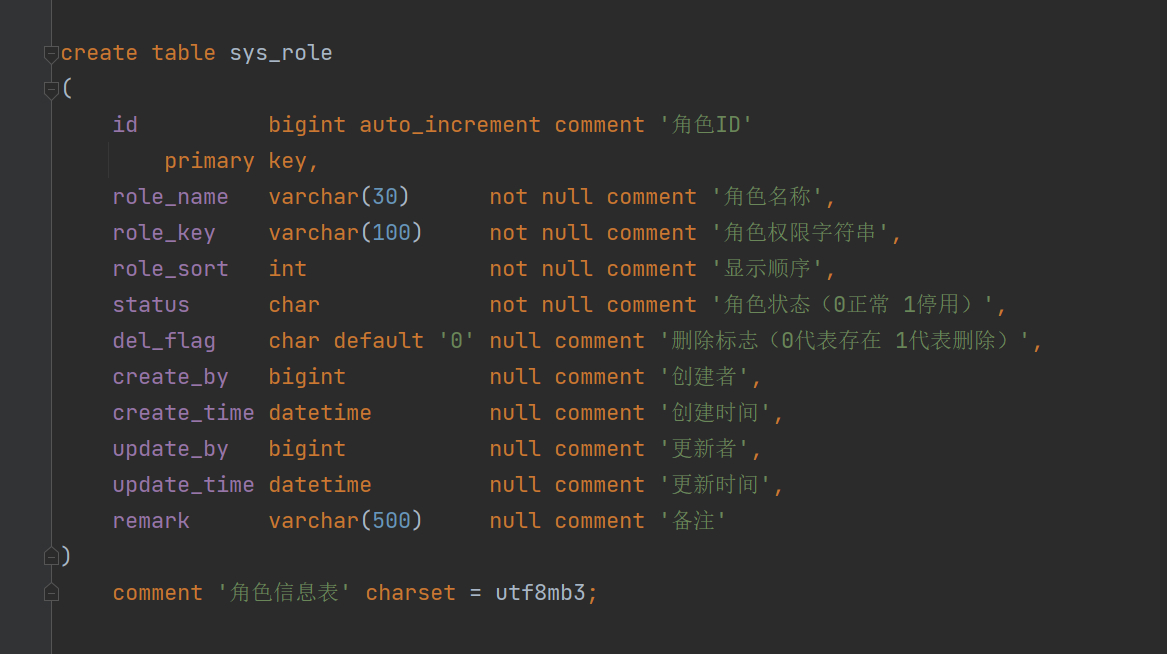 create table sys_role
(
id bigint auto_increment comment '角色ID'
primary key,
role_name varchar(30) not null comment '角色名称',
role_key varchar(100) not null comment '角色权限字符串',
role_sort int not null comment '显示顺序',
status char not null comment '角色状态（0正常 1停用）',
del_flag char default '0' null comment '删除标志（0代表存在 1代表删除）',
create_by bigint null comment '创建者',
create_time datetime null comment '创建时间',
update_by bigint null comment '更新者',
update_time datetime null comment '更新时间',
remark varchar(500) null comment '备注'
)
comment '角色信息表' charset = utf8mb3;